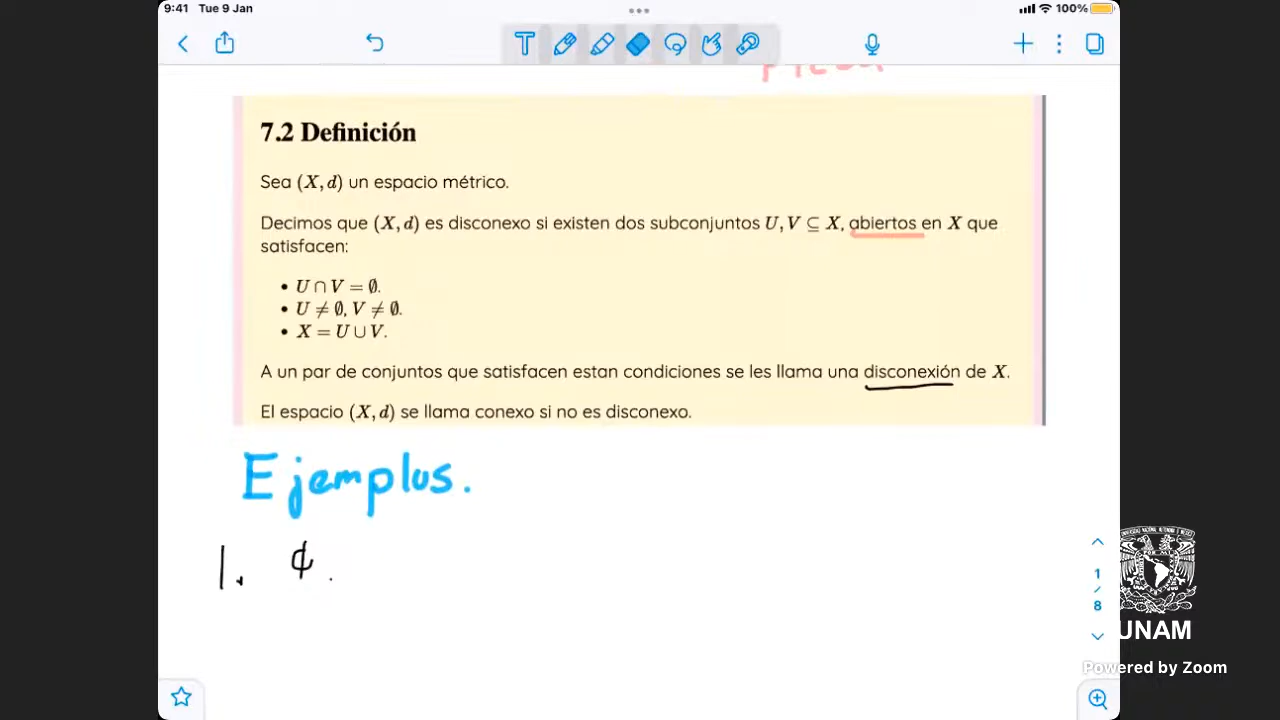 9:41 Tue 9 Jan
100%
7.2 Definición
Sea (X, d) un espacio métrico.
Decimos que (X, d) es disconexo si existen dos subconjuntos U, V ⊆ X, abiertos en X que
satisfacen:
• U ∩ V = ∅.
• U ≠ ∅, V ≠ ∅.
• X = U ∪ V.
A un par de conjuntos que satisfacen estan condiciones se les llama una disconexión de X.
El espacio (X, d) se llama conexo si no es disconexo.
Ejemplos.
1.
1
/
8
UNAM
Powered by Zoom